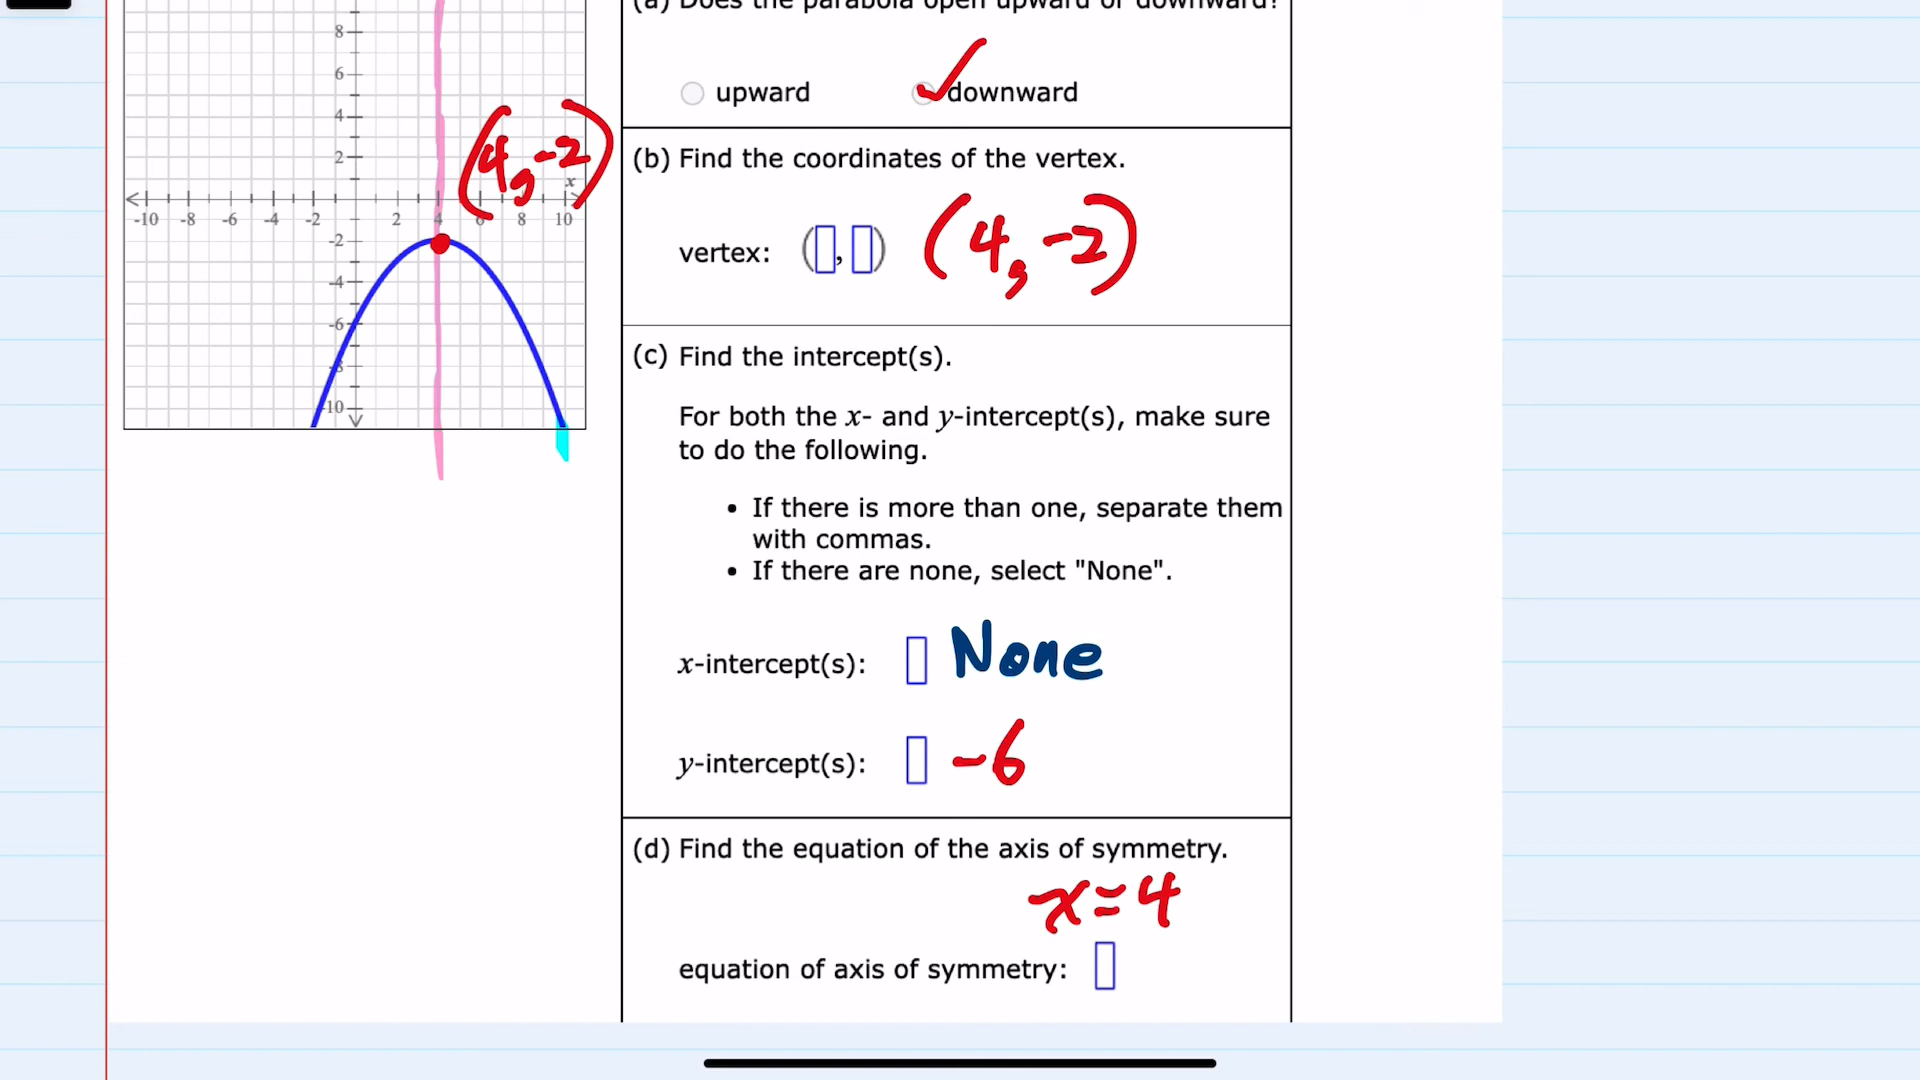 (a) Does the parabola open upward or downward?
upward downward
(b) Find the coordinates of the vertex.
vertex: ( , ) (4, -2)
(c) Find the intercept(s).
For both the x- and y-intercept(s), make sure
to do the following.
• If there is more than one, separate them
with commas.
• If there are none, select "None".
x-intercept(s): None
y-intercept(s): -6
(d) Find the equation of the axis of symmetry.
x=4
equation of axis of symmetry:
8
6
4
2
(4, -2)
x
-10 -8 -6 -4 -2 2 4 6 8 10
-2
-4
-6
-8
-10